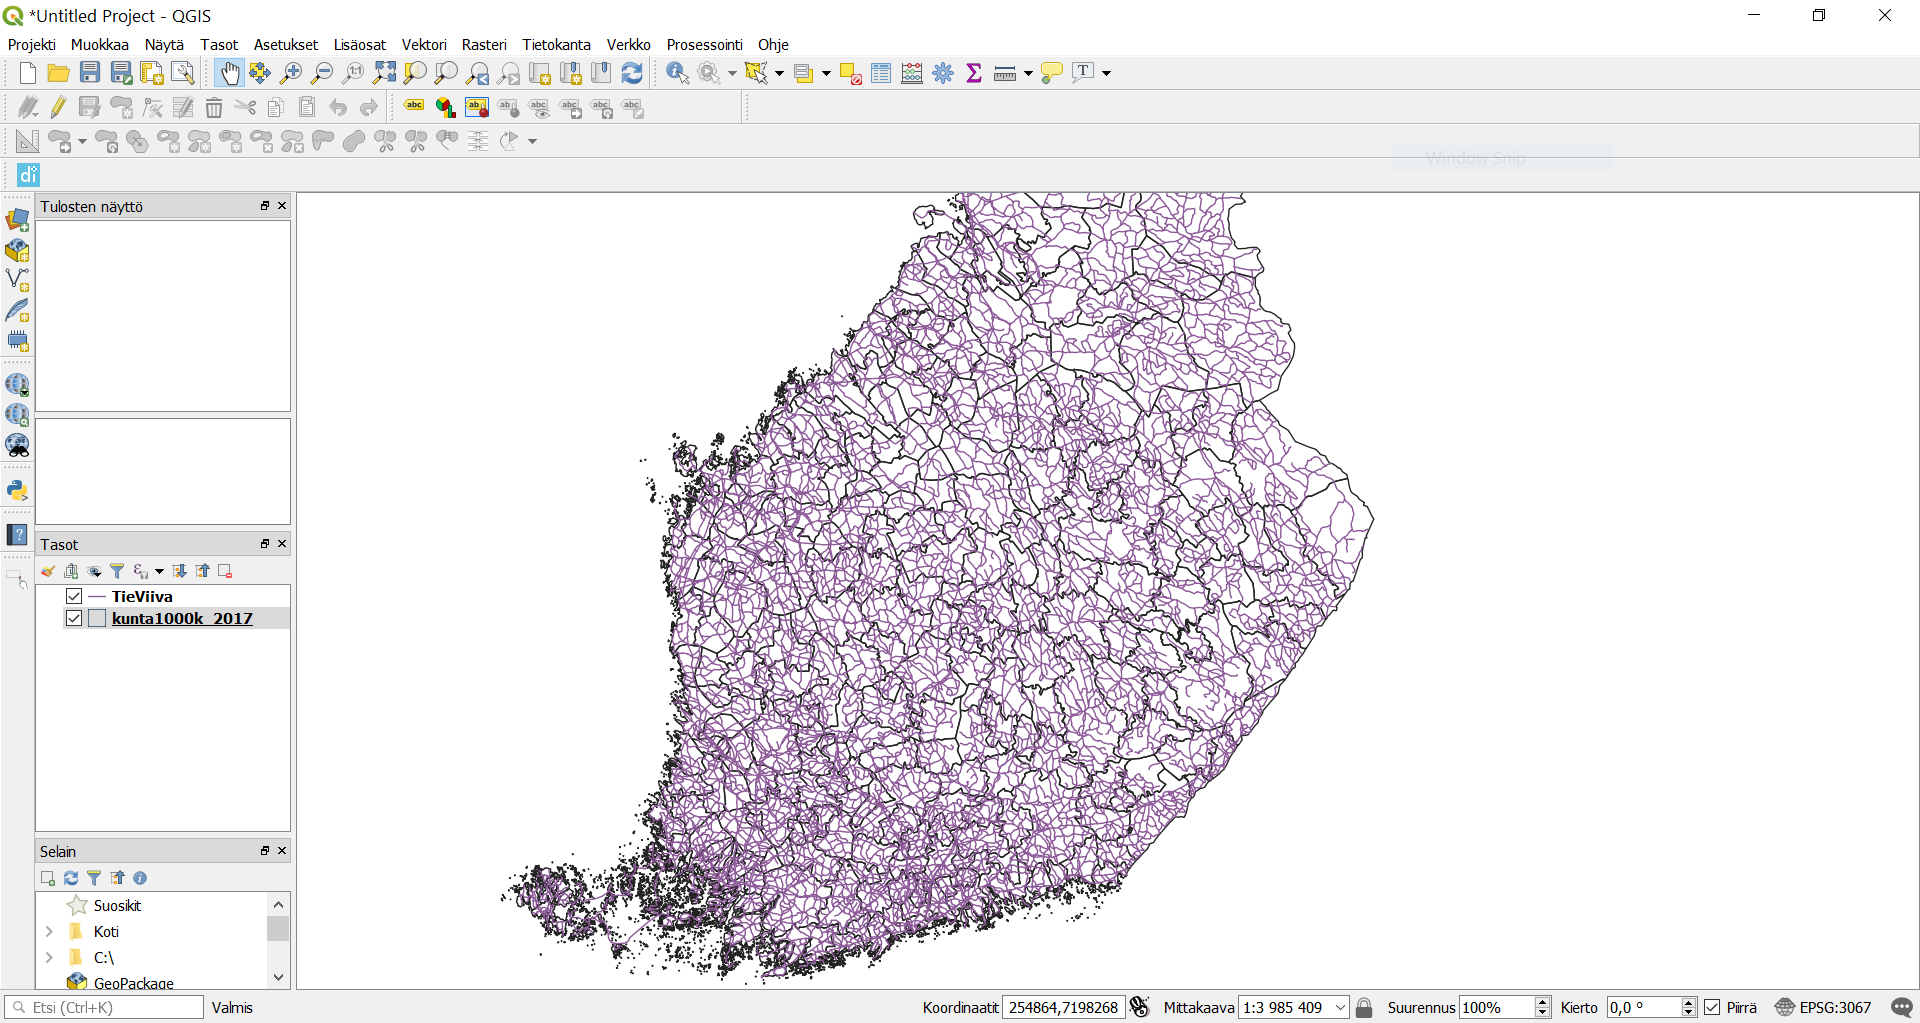 *Untitled Project - QGIS
Projekti Muokkaa Näytä Tasot Asetukset Lisäosat Vektori Rasteri Tietokanta Verkko Prosessointi Ohje
Window Snip
Tulosten näyttö
Tasot
TieViiva
kunta1000k_2017
Selain
Suosikit
Koti
C:\
GeoPackage
Etsi (Ctrl+K) Valmis Koordinaatit 254864,7198268 Mittakaava 1:3 985 409 Suurennus 100% Kierto 0,0 ° Piirrä EPSG:3067